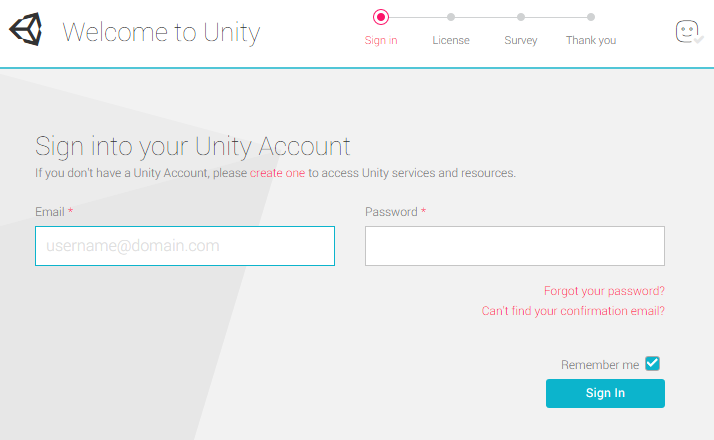 Welcome to Unity
Sign in
License
Survey
Thank you
Sign into your Unity Account
If you don't have a Unity Account, please create one to access Unity services and resources.
Email *
Password *
username@domain.com
Forgot your password?
Can't find your confirmation email?
Remember me
Sign In